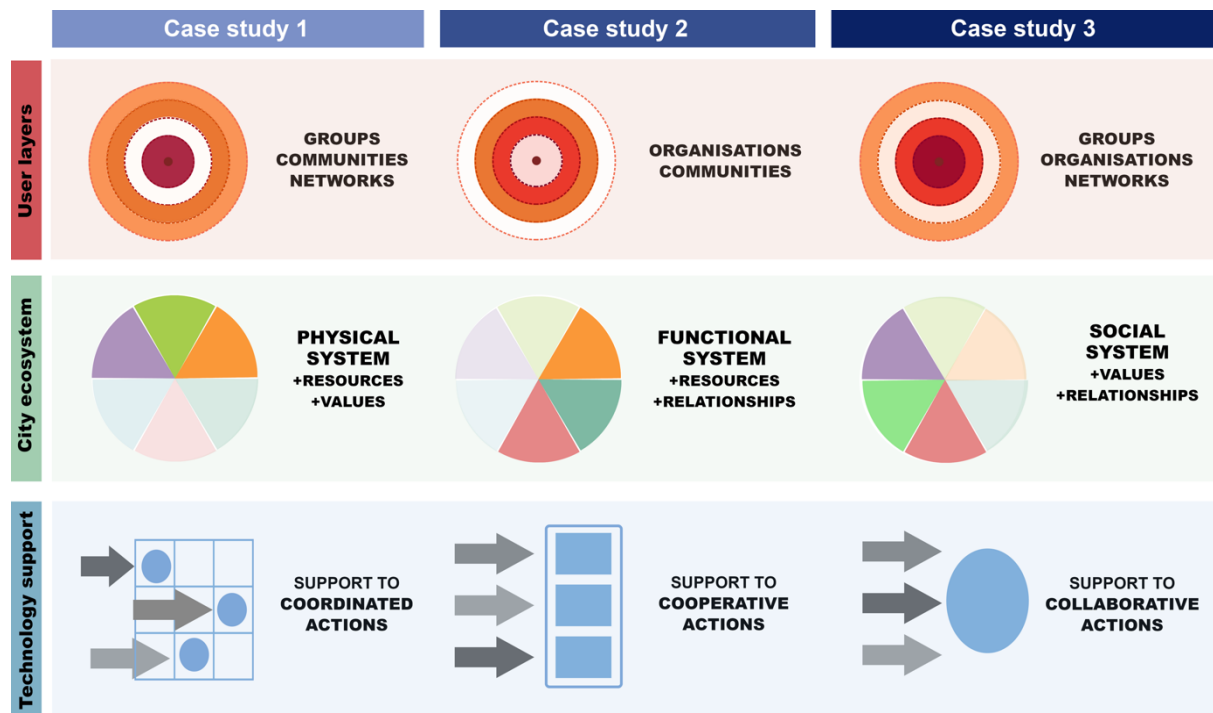 Case study 1
Case study 2
Case study 3
User layers
GROUPS
COMMUNITIES
NETWORKS
ORGANISATIONS
COMMUNITIES
GROUPS
ORGANISATIONS
NETWORKS
City ecosystem
PHYSICAL
SYSTEM
+RESOURCES
+VALUES
FUNCTIONAL
SYSTEM
+RESOURCES
+RELATIONSHIPS
SOCIAL
SYSTEM
+VALUES
+RELATIONSHIPS
Technology support
SUPPORT TO
COORDINATED
ACTIONS
SUPPORT TO
COOPERATIVE
ACTIONS
SUPPORT TO
COLLABORATIVE
ACTIONS